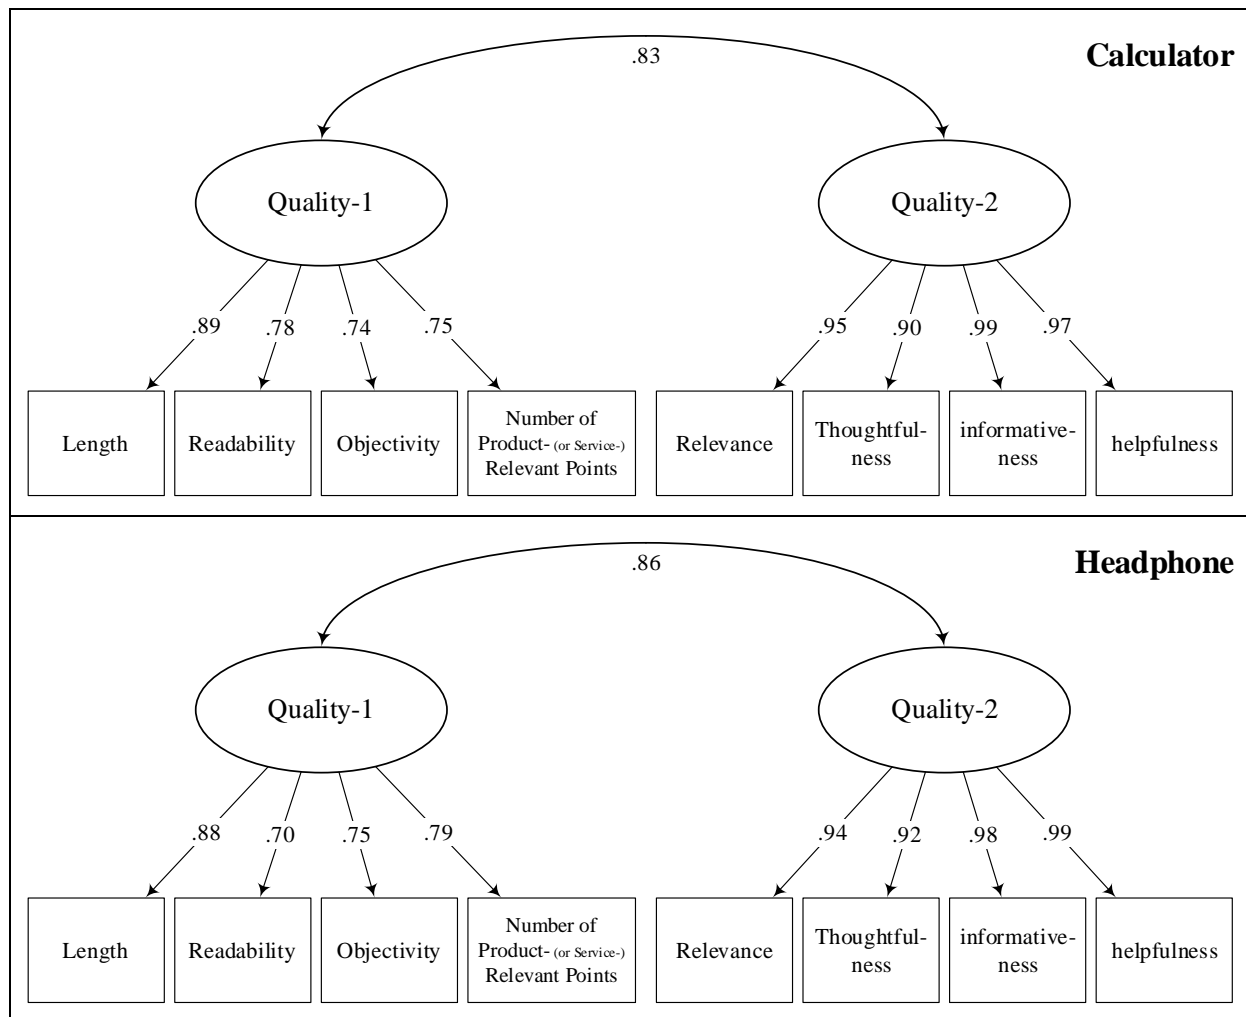 .83
Calculator
Quality-1
Quality-2
.89
.78
.74
.75
.95
.90
.99
.97
Length
Readability
Objectivity
Number of
Product- (or Service-)
Relevant Points
Relevance
Thoughtful-
ness
informative-
ness
helpfulness
.86
Headphone
Quality-1
Quality-2
.88
.70
.75
.79
.94
.92
.98
.99
Length
Readability
Objectivity
Number of
Product- (or Service-)
Relevant Points
Relevance
Thoughtful-
ness
informative-
ness
helpfulness